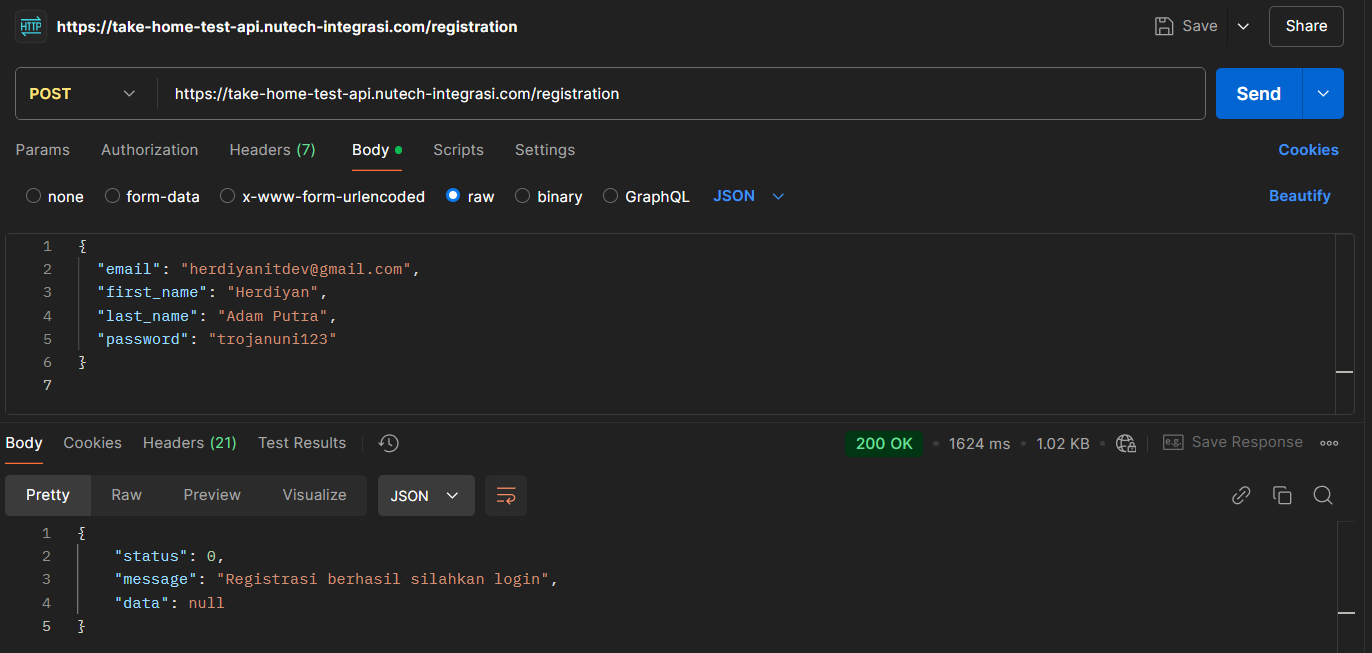 HTTP https://take-home-test-api.nutech-integrasi.com/registration Save Share
POST https://take-home-test-api.nutech-integrasi.com/registration Send
Params Authorization Headers (7) Body Scripts Settings Cookies
none form-data x-www-form-urlencoded raw binary GraphQL JSON Beautify
1 {
2 "email": "herdiyanitdev@gmail.com",
3 "first_name": "Herdiyan",
4 "last_name": "Adam Putra",
5 "password": "trojanuni123"
6 }
7
Body Cookies Headers (21) Test Results 200 OK 1624 ms 1.02 KB e.g. Save Response
Pretty Raw Preview Visualize JSON
1 {
2 "status": 0,
3 "message": "Registrasi berhasil silahkan login",
4 "data": null
5 }